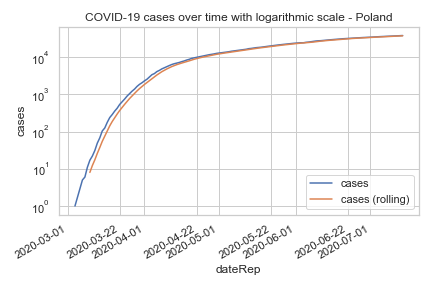 COVID-19 cases over time with logarithmic scale - Poland
cases
10^4
10^3
10^2
10^1
10^0
cases
cases (rolling)
2020-03-01
2020-03-22
2020-04-01
2020-04-22
2020-05-01
2020-05-22
2020-06-01
2020-06-22
2020-07-01
dateRep